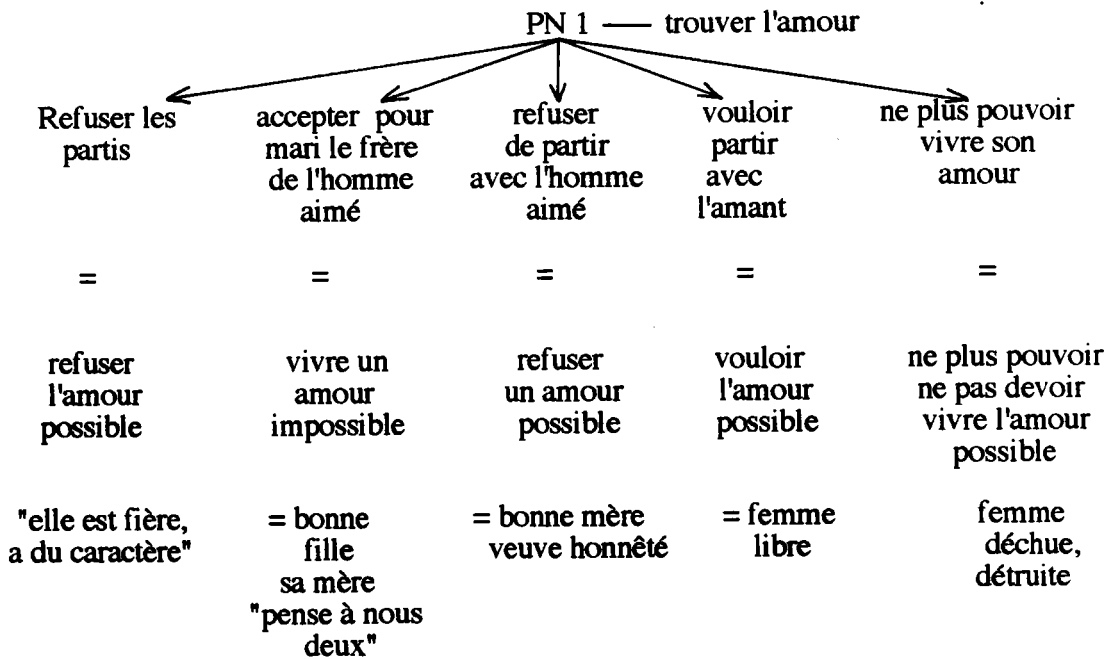 PN 1 — trouver l'amour
Refuser les
partis
accepter pour
mari le frère
de l'homme
aimé
refuser
de partir
avec l'homme
aimé
vouloir
partir
avec
l'amant
ne plus pouvoir
vivre son
amour
= = = = =
refuser
l'amour
possible
vivre un
amour
impossible
refuser
un amour
possible
vouloir
l'amour
possible
ne plus pouvoir
ne pas devoir
vivre l'amour
possible
"elle est fière,
a du caractère"
= bonne
fille
sa mère
"pense à nous
deux"
= bonne mère
veuve honnêté
= femme
libre
femme
déchue,
détruite